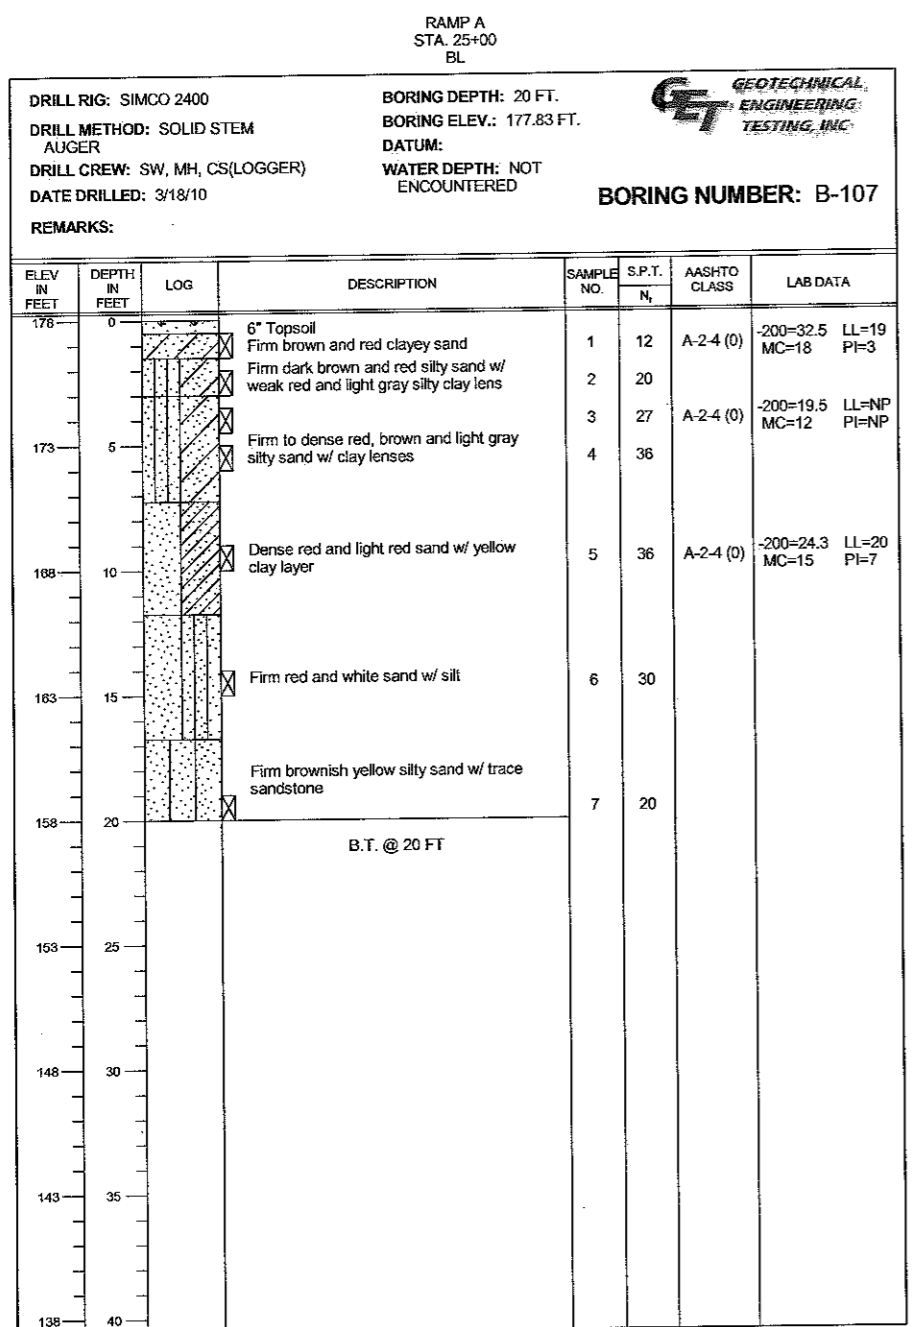 RAMP A
STA. 25+00
BL
DRILL RIG: SIMCO 2400
DRILL METHOD: SOLID STEM
AUGER
DRILL CREW: SW, MH, CS(LOGGER)
DATE DRILLED: 3/18/10
REMARKS:
BORING DEPTH: 20 FT.
BORING ELEV.: 177.83 FT.
DATUM:
WATER DEPTH: NOT
ENCOUNTERED
GET
GEOTECHNICAL
ENGINEERING
TESTING, INC
BORING NUMBER: B-107
ELEV
IN
FEET
DEPTH
IN
FEET
LOG
DESCRIPTION
SAMPLE
NO.
S.P.T.
Nr
AASHTO
CLASS
LAB DATA
178 0
6" Topsoil
Firm brown and red clayey sand
1 12 A-2-4 (0) -200=32.5 LL=19
MC=18 PI=3
Firm dark brown and red silty sand w/
weak red and light gray silty clay lens
2 20
3 27 A-2-4 (0) -200=19.5 LL=NP
MC=12 PI=NP
173 5
Firm to dense red, brown and light gray
silty sand w/ clay lenses
4 36
Dense red and light red sand w/ yellow
clay layer
5 36 A-2-4 (0) -200=24.3 LL=20
MC=15 PI=7
168 10
Firm red and white sand w/ silt
6 30
163 15
Firm brownish yellow silty sand w/ trace
sandstone
7 20
158 20
B.T. @ 20 FT
153 25
148 30
143 35
138 40